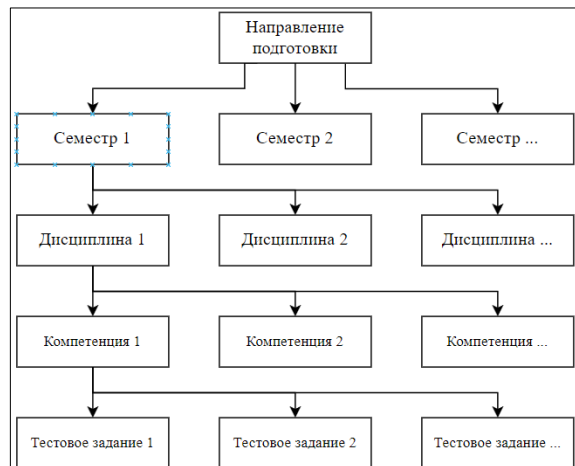 Направление
подготовки
Семестр 1
Семестр 2
Семестр ...
Дисциплина 1
Дисциплина 2
Дисциплина ...
Компетенция 1
Компетенция 2
Компетенция ...
Тестовое задание 1
Тестовое задание 2
Тестовое задание ...